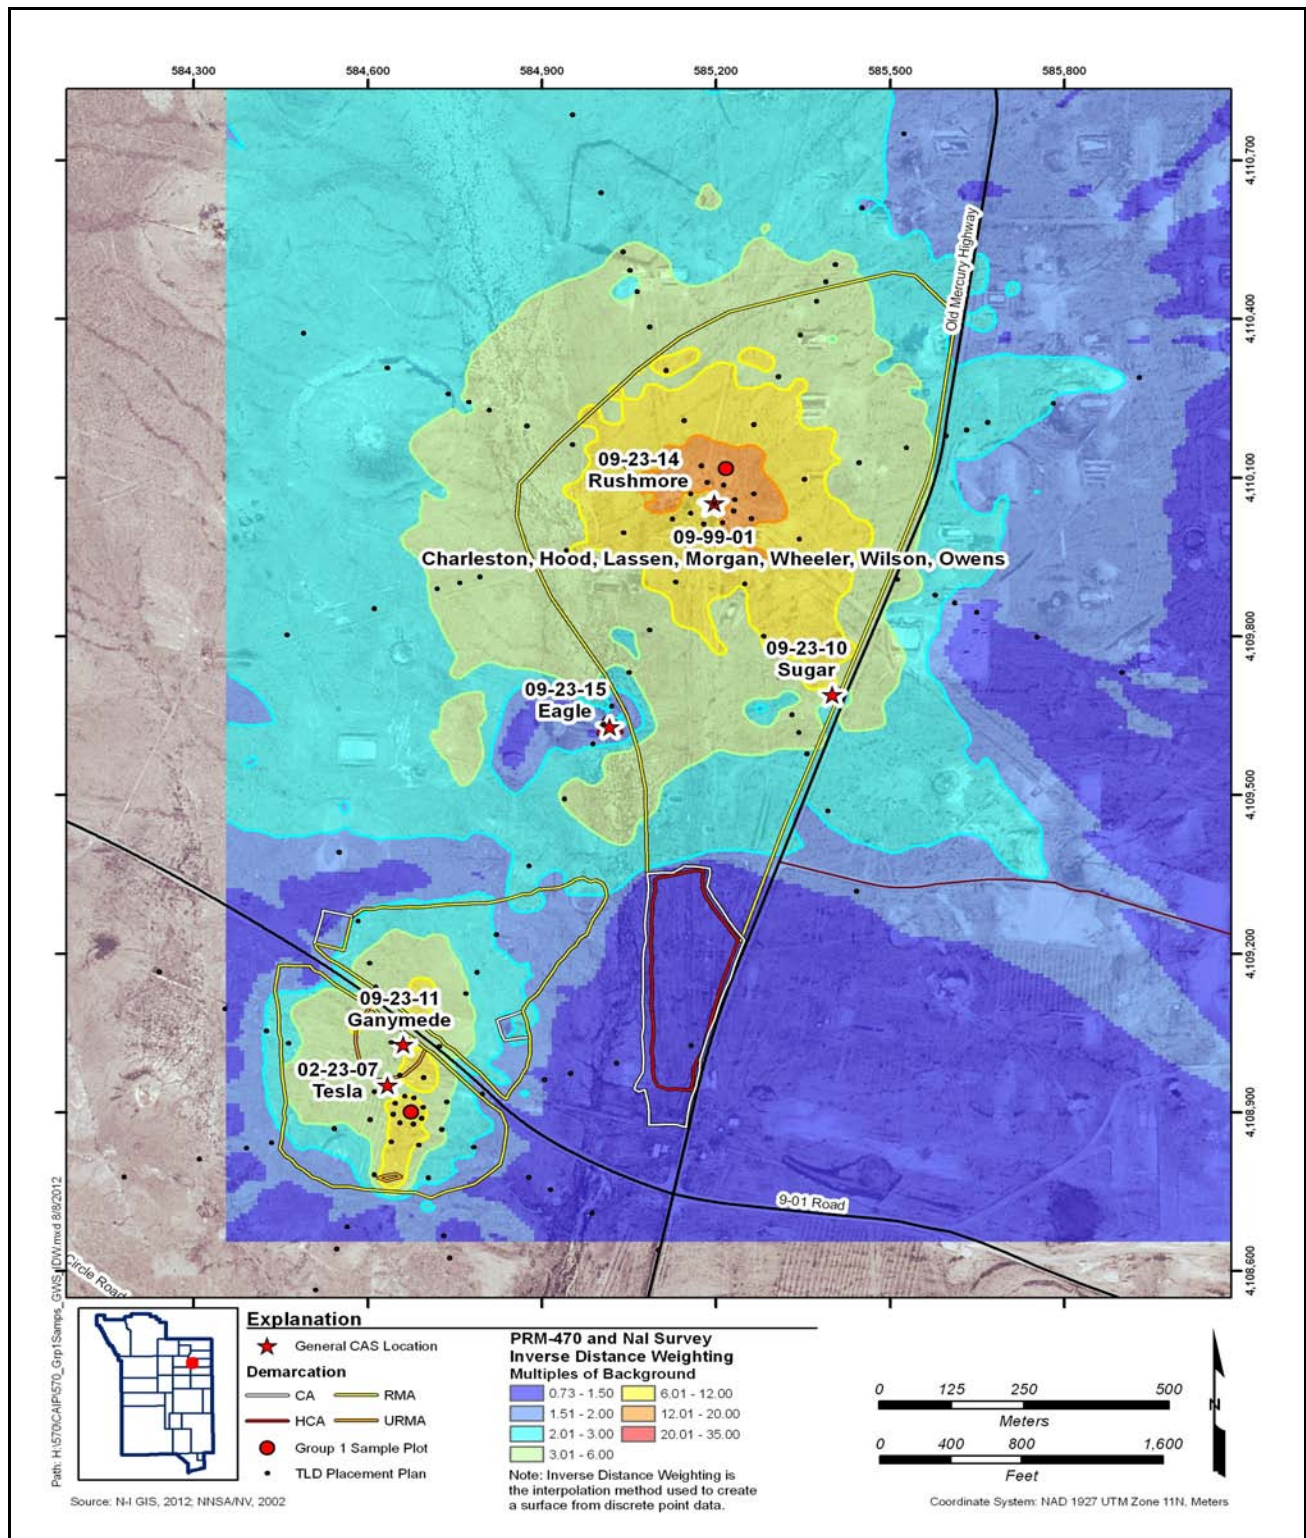 584,300 584,600 584,900 585,200 585,500 585,800
4,110,700
Old Mercury Highway
4,110,400
09-23-14
Rushmore
4,110,100
09-99-01
Charleston, Hood, Lassen, Morgan, Wheeler, Wilson, Owens
4,109,800
09-23-10
Sugar
09-23-15
Eagle
4,109,500
4,109,200
09-23-11
Ganymede
02-23-07
Tesla
4,108,900
9-01 Road
4,108,600
Circle Road
Path: H:\570\CAIP\570_Grp1Samps_GWS_IDW.mxd 8/8/2012
Explanation
General CAS Location
Demarcation
CA RMA
HCA URMA
Group 1 Sample Plot
TLD Placement Plan
PRM-470 and NaI Survey
Inverse Distance Weighting
Multiples of Background
0.73 - 1.50 6.01 - 12.00
1.51 - 2.00 12.01 - 20.00
2.01 - 3.00 20.01 - 35.00
3.01 - 6.00
Note: Inverse Distance Weighting is
the interpolation method used to create
a surface from discrete point data.
0 125 250 500
Meters
0 400 800 1,600
Feet
N
Source: N-I GIS, 2012; NNSA/NV, 2002
Coordinate System: NAD 1927 UTM Zone 11N, Meters